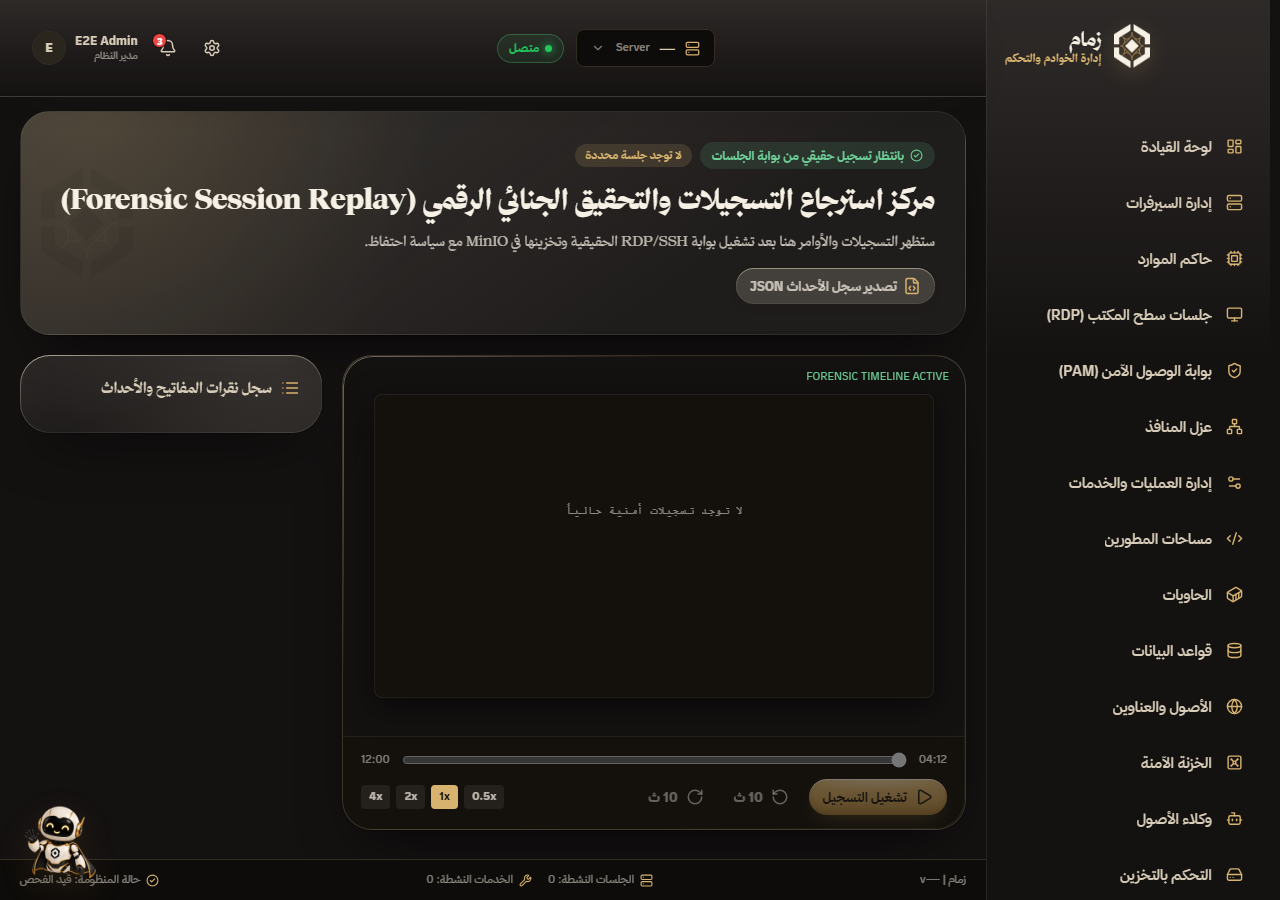 زمام
إدارة الخوادم والتحكم
لوحة القيادة
إدارة السيرفرات
حاكم الموارد
جلسات سطح المكتب (RDP)
بوابة الوصول الآمن (PAM)
عزل المنافذ
إدارة العمليات والخدمات
مساحات المطورين
الحاويات
قواعد البيانات
الأصول والعناوين
الخزنة الآمنة
وكلاء الأصول
التحكم بالتخزين
— Server
متصل
3
E2E Admin
مدير النظام
E
بانتظار تسجيل حقيقي من بوابة الجلسات
لا توجد جلسة محددة
مركز استرجاع التسجيلات والتحقيق الجنائي الرقمي (Forensic Session Replay)
ستظهر التسجيلات والأوامر هنا بعد تشغيل بوابة RDP/SSH الحقيقية وتخزينها في MinIO مع سياسة احتفاظ.
تصدير سجل الأحداث JSON
FORENSIC TIMELINE ACTIVE
لا توجد تسجيلات أمنية حالياً
04:12
12:00
تشغيل التسجيل
10 ث
10 ث
0.5x
1x
2x
4x
سجل نقرات المفاتيح والأحداث
زمام | v—
الجلسات النشطة: 0
الخدمات النشطة: 0
حالة المنظومة: قيد الفحص